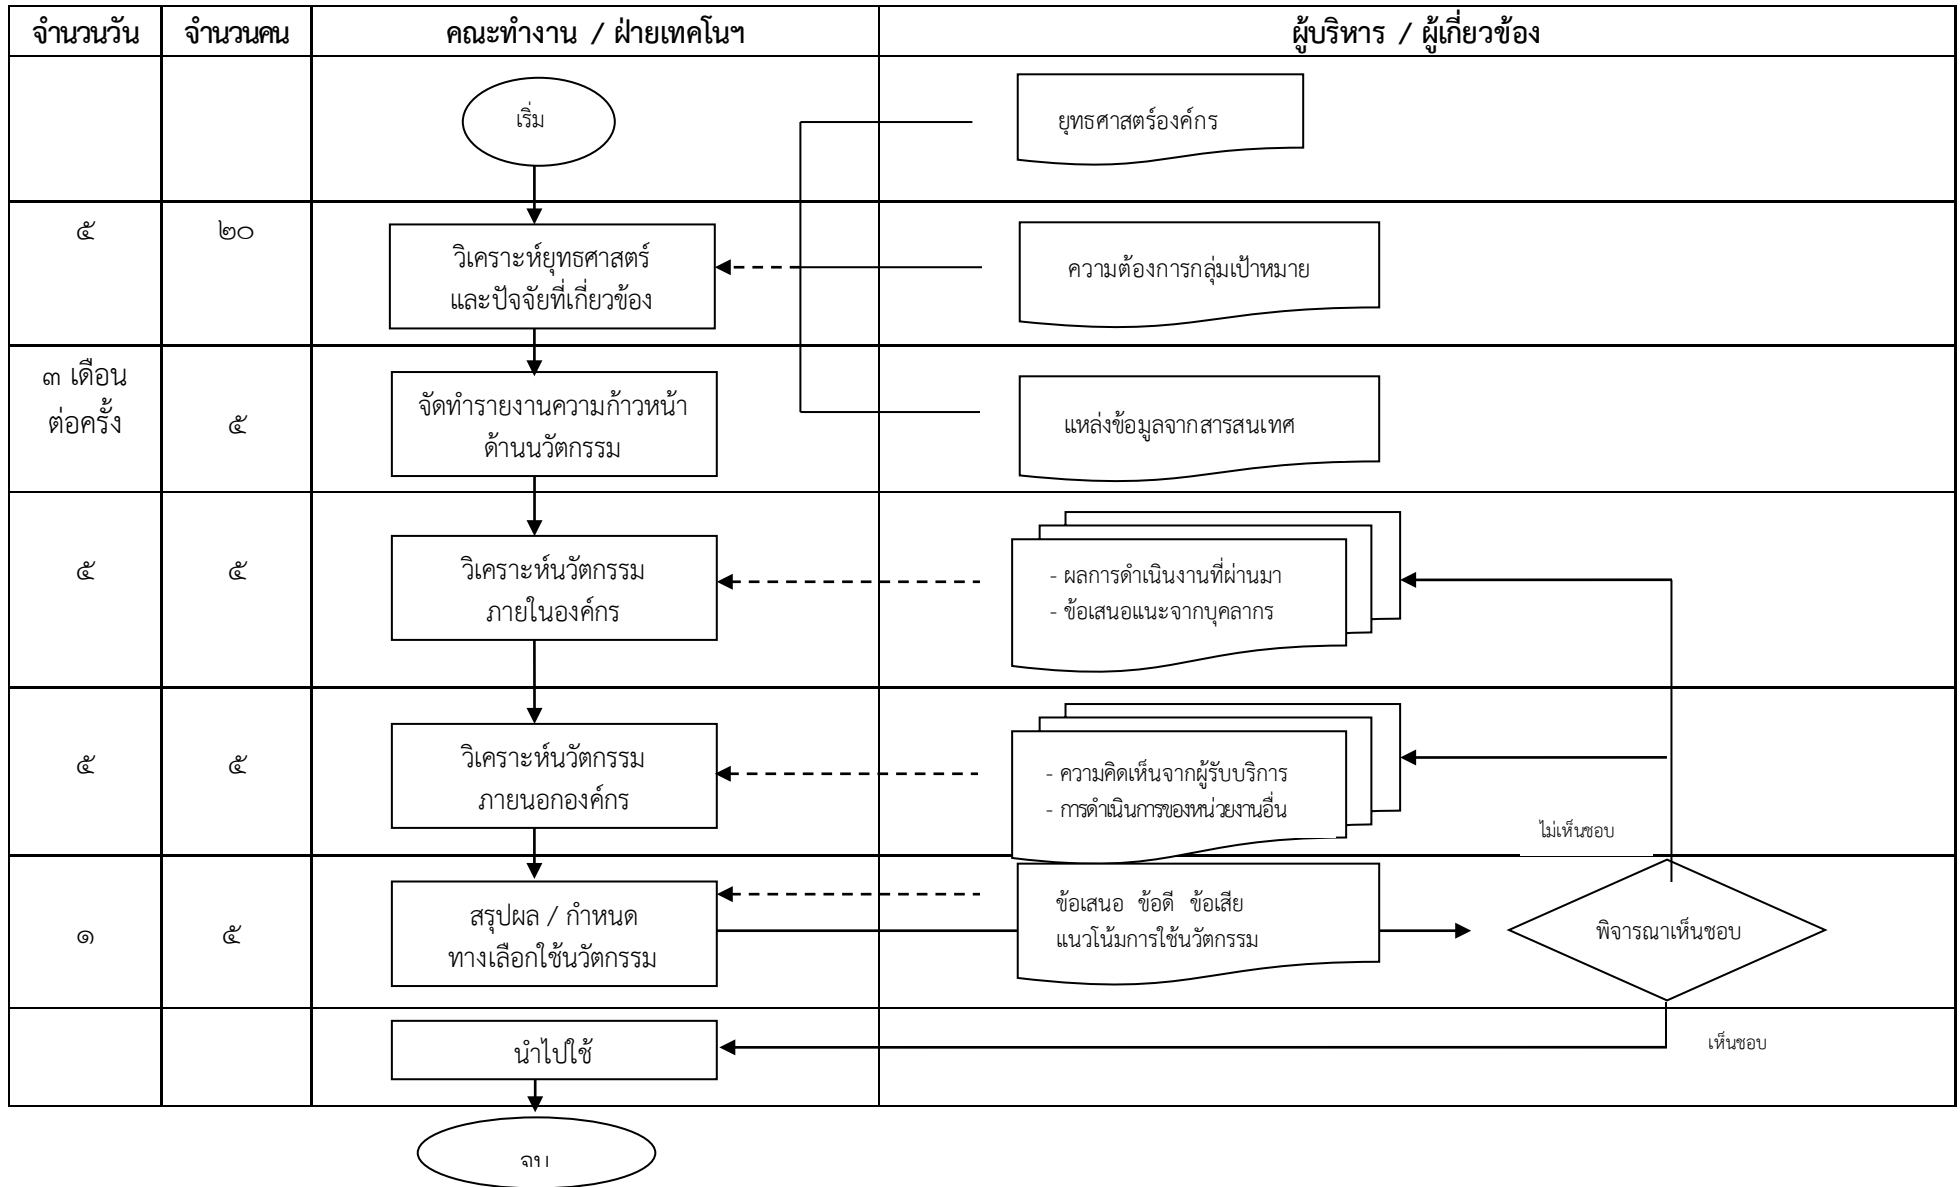 จำนวนวัน จำนวนคน คณะทำงาน / ฝ่ายเทคโนฯ ผู้บริหาร / ผู้เกี่ยวข้อง
เริ่ม
ยุทธศาสตร์องค์กร
๕ ๒๐
วิเคราะห์ยุทธศาสตร์
และปัจจัยที่เกี่ยวข้อง
ความต้องการกลุ่มเป้าหมาย
๓ เดือน
ต่อครั้ง
๕
จัดทำรายงานความก้าวหน้า
ด้านนวัตกรรม
แหล่งข้อมูลจากสารสนเทศ
๕ ๕
วิเคราะห์นวัตกรรม
ภายในองค์กร
- ผลการดำเนินงานที่ผ่านมา
- ข้อเสนอแนะจากบุคลากร
๕ ๕
วิเคราะห์นวัตกรรม
ภายนอกองค์กร
- ความคิดเห็นจากผู้รับบริการ
- การดำเนินการของหน่วยงานอื่น
ไม่เห็นชอบ
๑ ๕
สรุปผล / กำหนด
ทางเลือกใช้นวัตกรรม
ข้อเสนอ ข้อดี ข้อเสีย
แนวโน้มการใช้นวัตกรรม
พิจารณาเห็นชอบ
นำไปใช้
เห็นชอบ
จบ